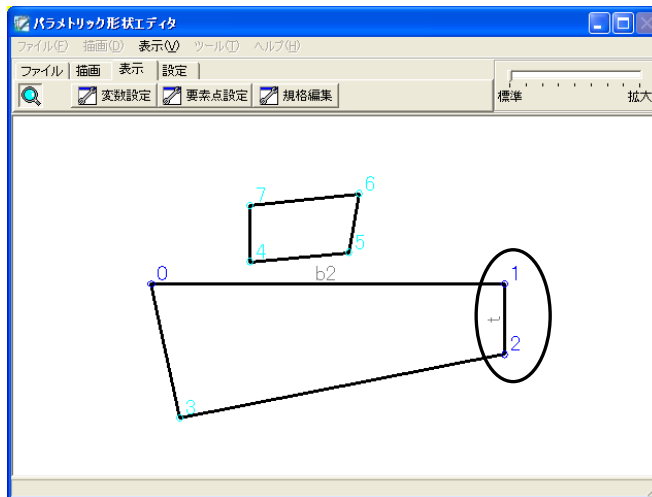 パラメトリック形状エディタ
ファイル(F) 描画(D) 表示(V) ツール(T) ヘルプ(H)
ファイル 描画 表示 設定
変数設定 要素点設定 規格編集
標準 拡大
7 6
4 5
b2
0 1
t
2
3